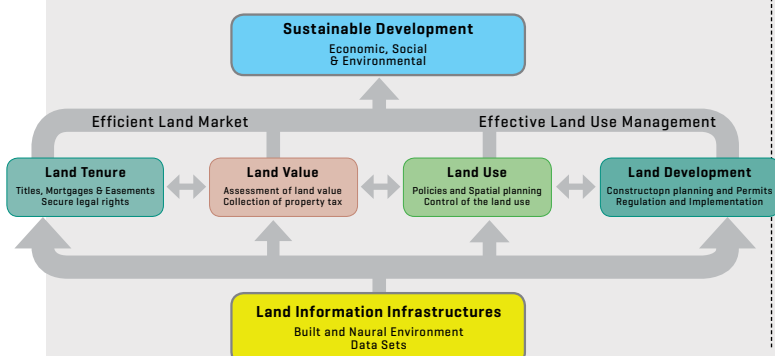 Sustainable Development
Economic, Social
& Environmental
Efficient Land Market
Effective Land Use Management
Land Tenure
Titles, Mortgages & Easements
Secure legal rights
Land Value
Assessment of land value
Collection of property tax
Land Use
Policies and Spatial planning
Control of the land use
Land Development
Constructopn planning and Permits
Regulation and Implementation
Land Information Infrastructures
Built and Naural Environment
Data Sets